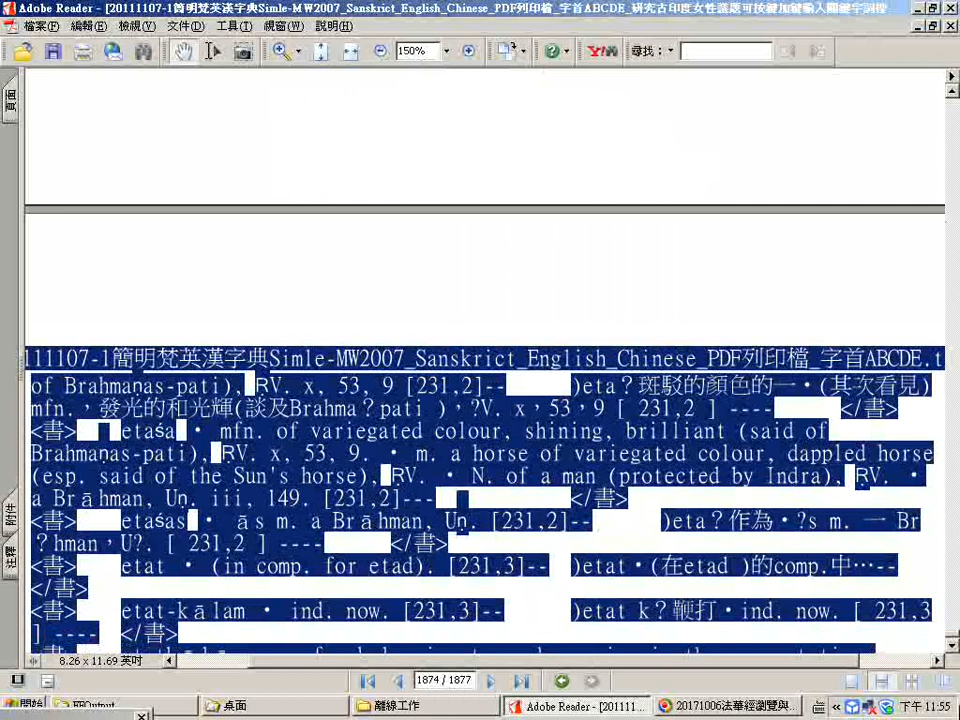 Adobe Reader - [20111107-1簡明梵英漢字典Simle-MW2007_Sanskrict_English_Chinese_PDF列印檔_字首ABCDE_研究古印度女性議題可按加鍵輸入關鍵字詞搜
檔案(F) 編輯(E) 檢視(V) 文件(D) 工具(T) 視窗(W) 說明(H)
150% Y! 尋找：
頁面
111107-1簡明梵英漢字典Simle-MW2007_Sanskrict_English_Chinese_PDF列印檔_字首ABCDE.t
of Brahmaṇas-pati), RV. x, 53, 9 [231,2]-- )eta？斑駁的顏色的一‧(其次看見)
mfn.，發光的和光輝(談及Brahma？pati )，?V. x，53，9 [ 231,2 ] ---- </書>
<書> etaśa ‧ mfn. of variegated colour, shining, brilliant (said of
Brahmaṇas-pati), RV. x, 53, 9. ‧ m. a horse of variegated colour, dappled horse
(esp. said of the Sun's horse), RV. ‧ N. of a man (protected by Indra), RV. ‧
a Brāhman, Uṇ. iii, 149. [231,2]--- </書>
<書> etaśas ‧ ās m. a Brāhman, Uṇ. [231,2]-- )eta？作為‧?s m. 一 Br
？hman，U?. [ 231,2 ] ---- </書>
<書> etat ‧ (in comp. for etad). [231,3]-- )etat‧(在etad )的comp.中…--
</書>
<書> etat-kālam ‧ ind. now. [231,3]-- )etat k？鞭打‧ind. now. [ 231,3
] ---- </書>
附件
注釋
8.26 x 11.69 英吋
1874 / 1877
開始 FFOutput 桌面 離線工作 Adobe Reader - [201111... 20171006法華經瀏覽與... 下午 11:55